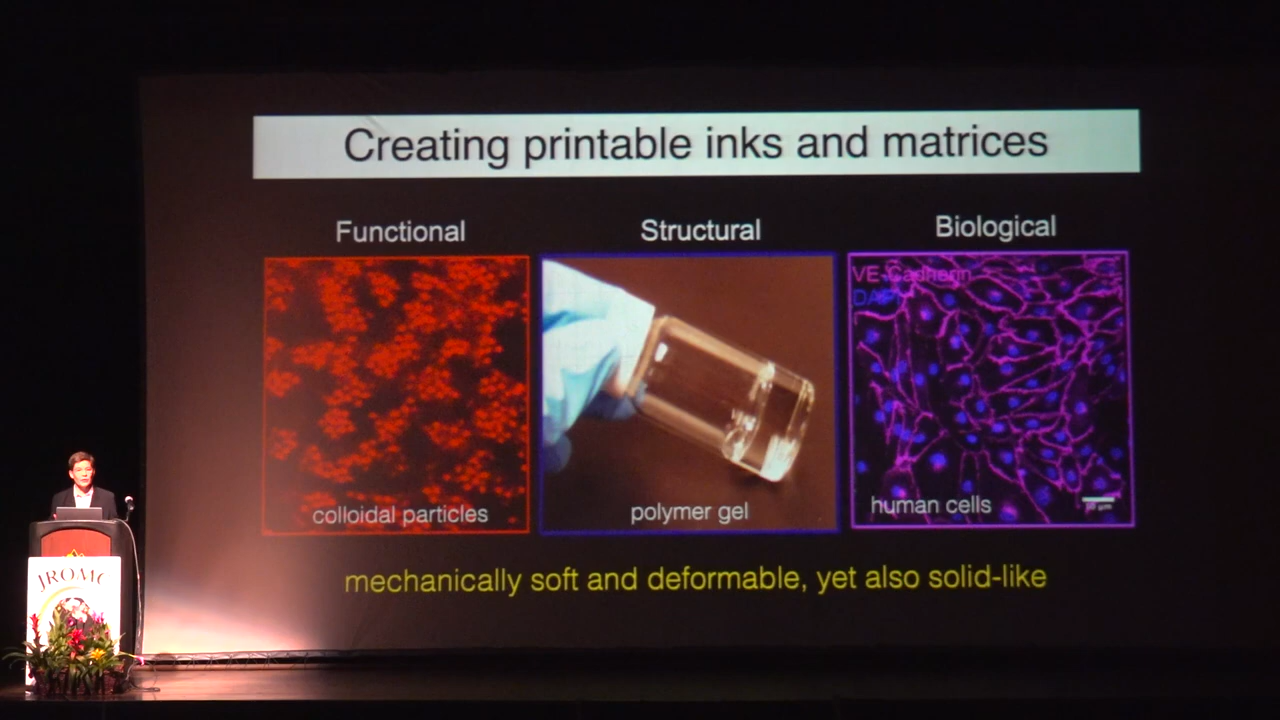 Creating printable inks and matrices
Functional
Structural
Biological
VE-Cadherin
colloidal particles
polymer gel
human cells
mechanically soft and deformable, yet also solid-like
JROMC